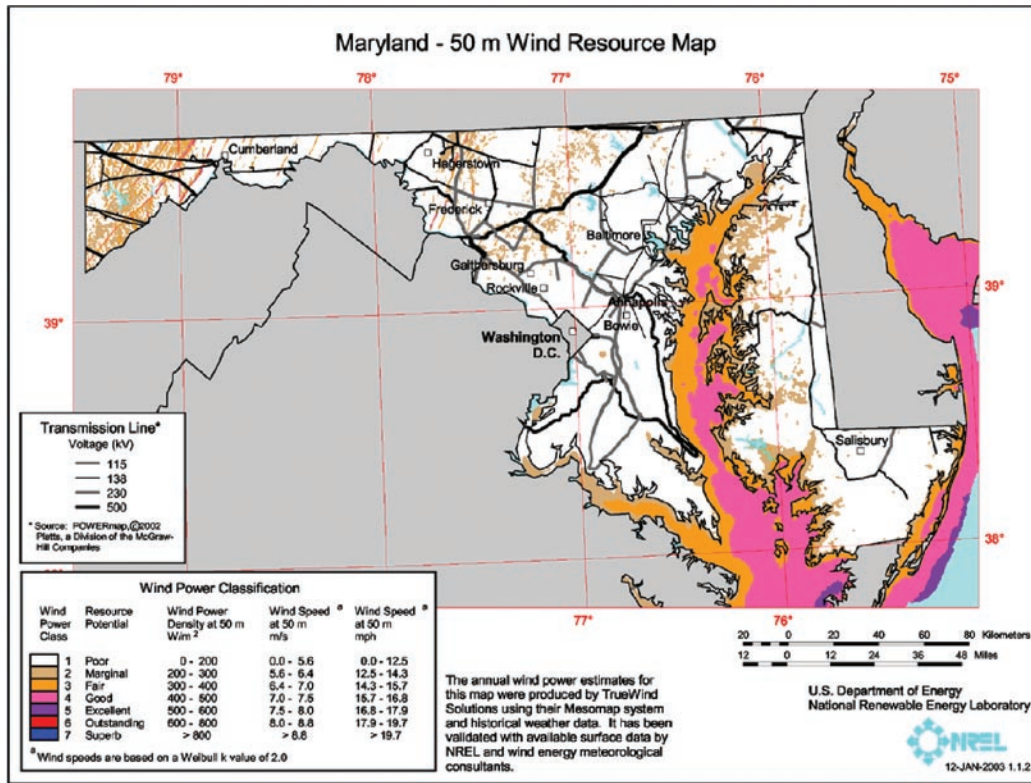 Maryland - 50 m Wind Resource Map
79° 78° 77° 76° 75°
Cumberland
Hagerstown
Frederick
Baltimore
Gaithersburg
Rockville
39°
Annapolis
Bowie
39°
Washington
D.C.
Salisbury
38°
77° 76°
Transmission Line*
Voltage (kV)
115
138
230
500
* Source: POWERmap, ©2002
Platts, a Division of the McGraw-
Hill Companies
Wind Power Classification
Wind Power Class
Resource Potential
Wind Power Density at 50 m W/m 2
Wind Speed a at 50 m m/s
Wind Speed a at 50 m mph
1 Poor 0 - 200 0.0 - 5.6 0.0 - 12.5
2 Marginal 200 - 300 5.6 - 6.4 12.5 - 14.3
3 Fair 300 - 400 6.4 - 7.0 14.3 - 15.7
4 Good 400 - 500 7.0 - 7.5 15.7 - 16.8
5 Excellent 500 - 600 7.5 - 8.0 16.8 - 17.9
6 Outstanding 600 - 800 8.0 - 8.8 17.9 - 19.7
7 Superb > 800 > 8.8 > 19.7
a Wind speeds are based on a Weibull k value of 2.0
The annual wind power estimates for
this map were produced by TrueWind
Solutions using their Mesomap system
and historical weather data. It has been
validated with available surface data by
NREL and wind energy meteorological
consultants.
20 0 20 40 60 80 Kilometers
12 0 12 24 36 48 Miles
U.S. Department of Energy
National Renewable Energy Laboratory
NREL
12-JAN-2003 1.1.2